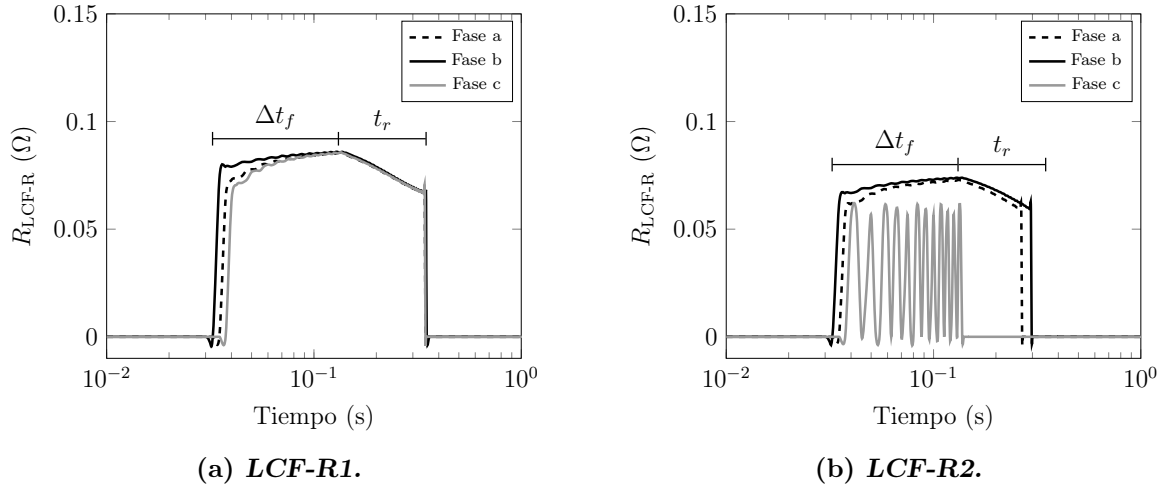 0.15
0.1
0.05
0
R_LCF-R (Ω)
Fase a
Fase b
Fase c
Δt_f
t_r
10^−2
10^−1
10^0
Tiempo (s)
(a) LCF-R1.
0.15
0.1
0.05
0
R_LCF-R (Ω)
Fase a
Fase b
Fase c
Δt_f
t_r
10^−2
10^−1
10^0
Tiempo (s)
(b) LCF-R2.